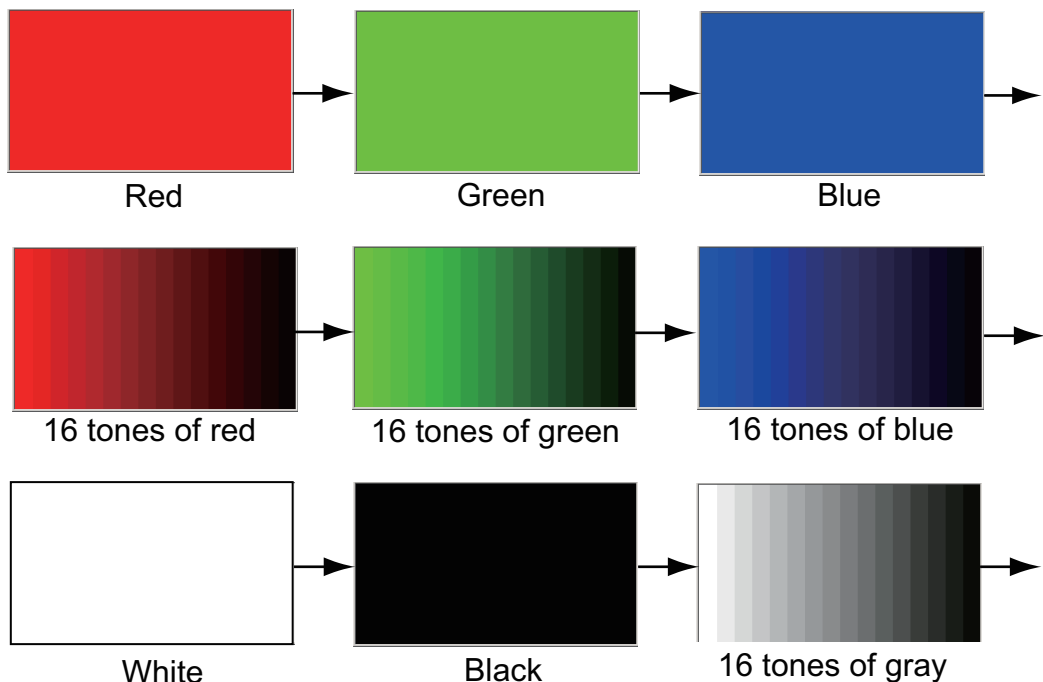 Red
Green
Blue
16 tones of red
16 tones of green
16 tones of blue
White
Black
16 tones of gray